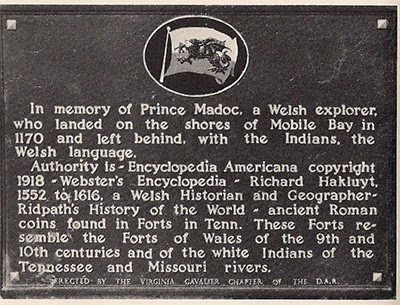 In memory of Prince Madoc, a Welsh explorer,
who landed on the shores of Mobile Bay in
1170 and left behind, with the Indians, the
Welsh language.
Authority is - Encyclopedia Americana copyright
1918 - Webster's Encyclopedia - Richard Hakluyt,
1552 to 1616, a Welsh Historian and Geographer-
Ridpath's History of the World - ancient Roman
coins found in Forts in Tenn. These Forts re-
semble the Forts of Wales of the 9th and
10th centuries and of the white Indians of the
Tennessee and Missouri rivers.
ERECTED BY THE VIRGINIA CAVALIER CHAPTER OF THE D.A.R.